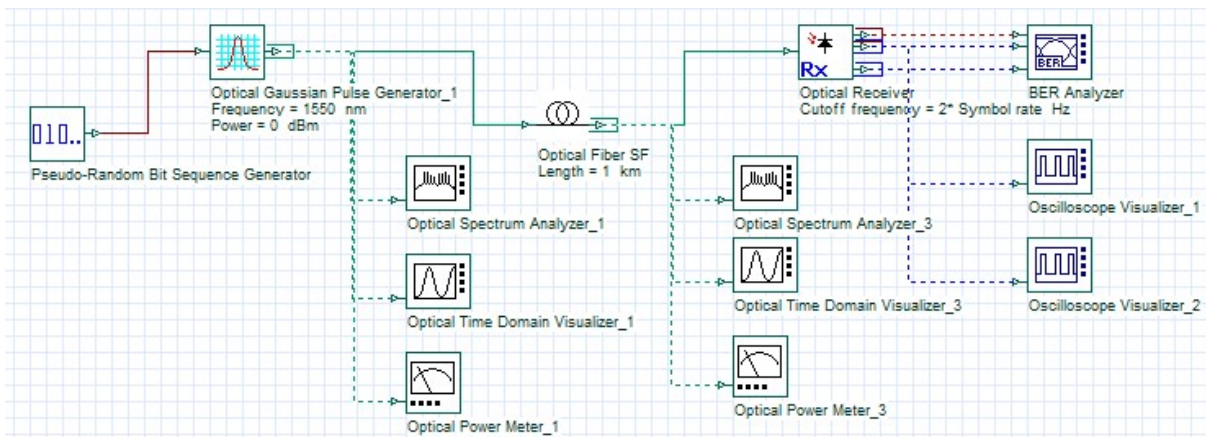 Optical Gaussian Pulse Generator_1
Frequency = 1550 nm
Power = 0 dBm
010..
Pseudo-Random Bit Sequence Generator
Optical Fiber SF
Length = 1 km
Rx
Optical Receiver
Cutoff frequency = 2* Symbol rate Hz
BER
BER Analyzer
Optical Spectrum Analyzer_1
Optical Spectrum Analyzer_3
Oscilloscope Visualizer_1
Optical Time Domain Visualizer_1
Optical Time Domain Visualizer_3
Oscilloscope Visualizer_2
Optical Power Meter_1
Optical Power Meter_3